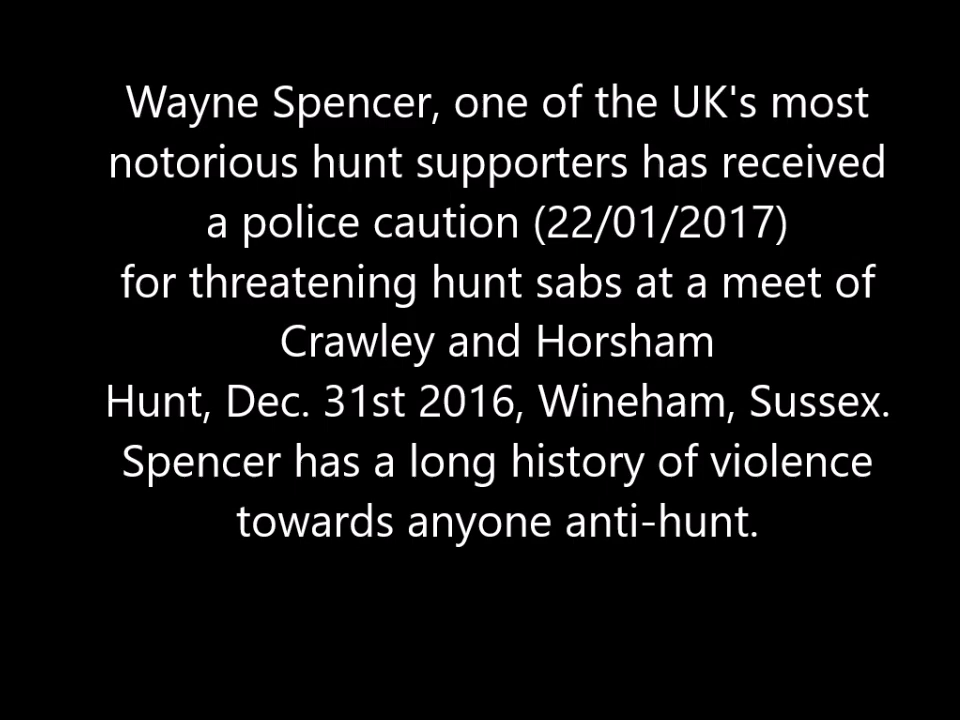 Wayne Spencer, one of the UK's most
notorious hunt supporters has received
a police caution (22/01/2017)
for threatening hunt sabs at a meet of
Crawley and Horsham
Hunt, Dec. 31st 2016, Wineham, Sussex.
Spencer has a long history of violence
towards anyone anti-hunt.